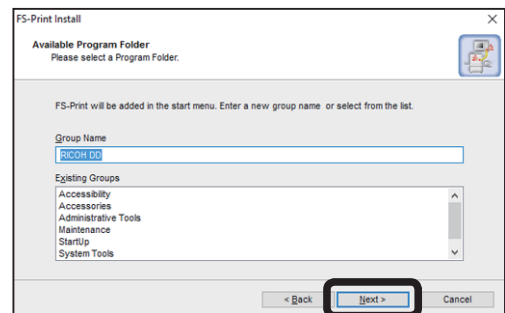 FS-Print Install
Available Program Folder
Please select a Program Folder.
FS-Print will be added in the start menu. Enter a new group name or select from the list.
Group Name
RICOH DD
Existing Groups
Accessibility
Accessories
Administrative Tools
Maintenance
StartUp
System Tools
< Back Next > Cancel